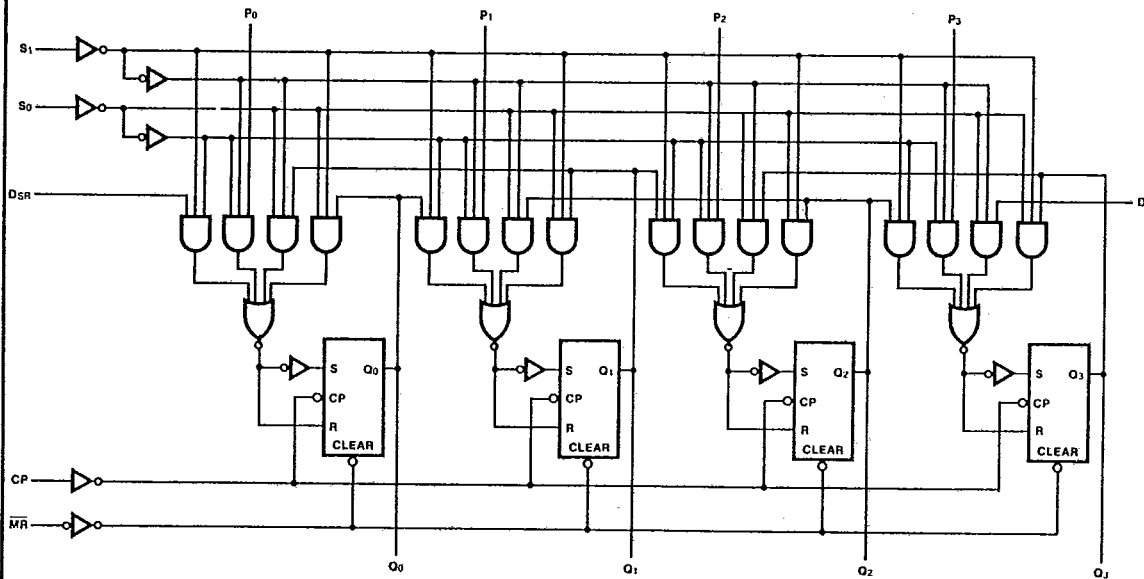 P0 P1 P2 P3
S1
S0
DSR
D
S Q0
CP
R
CLEAR
S Q1
CP
R
CLEAR
S Q2
CP
R
CLEAR
S Q3
CP
R
CLEAR
CP
MR
Q0 Q1 Q2 QJ